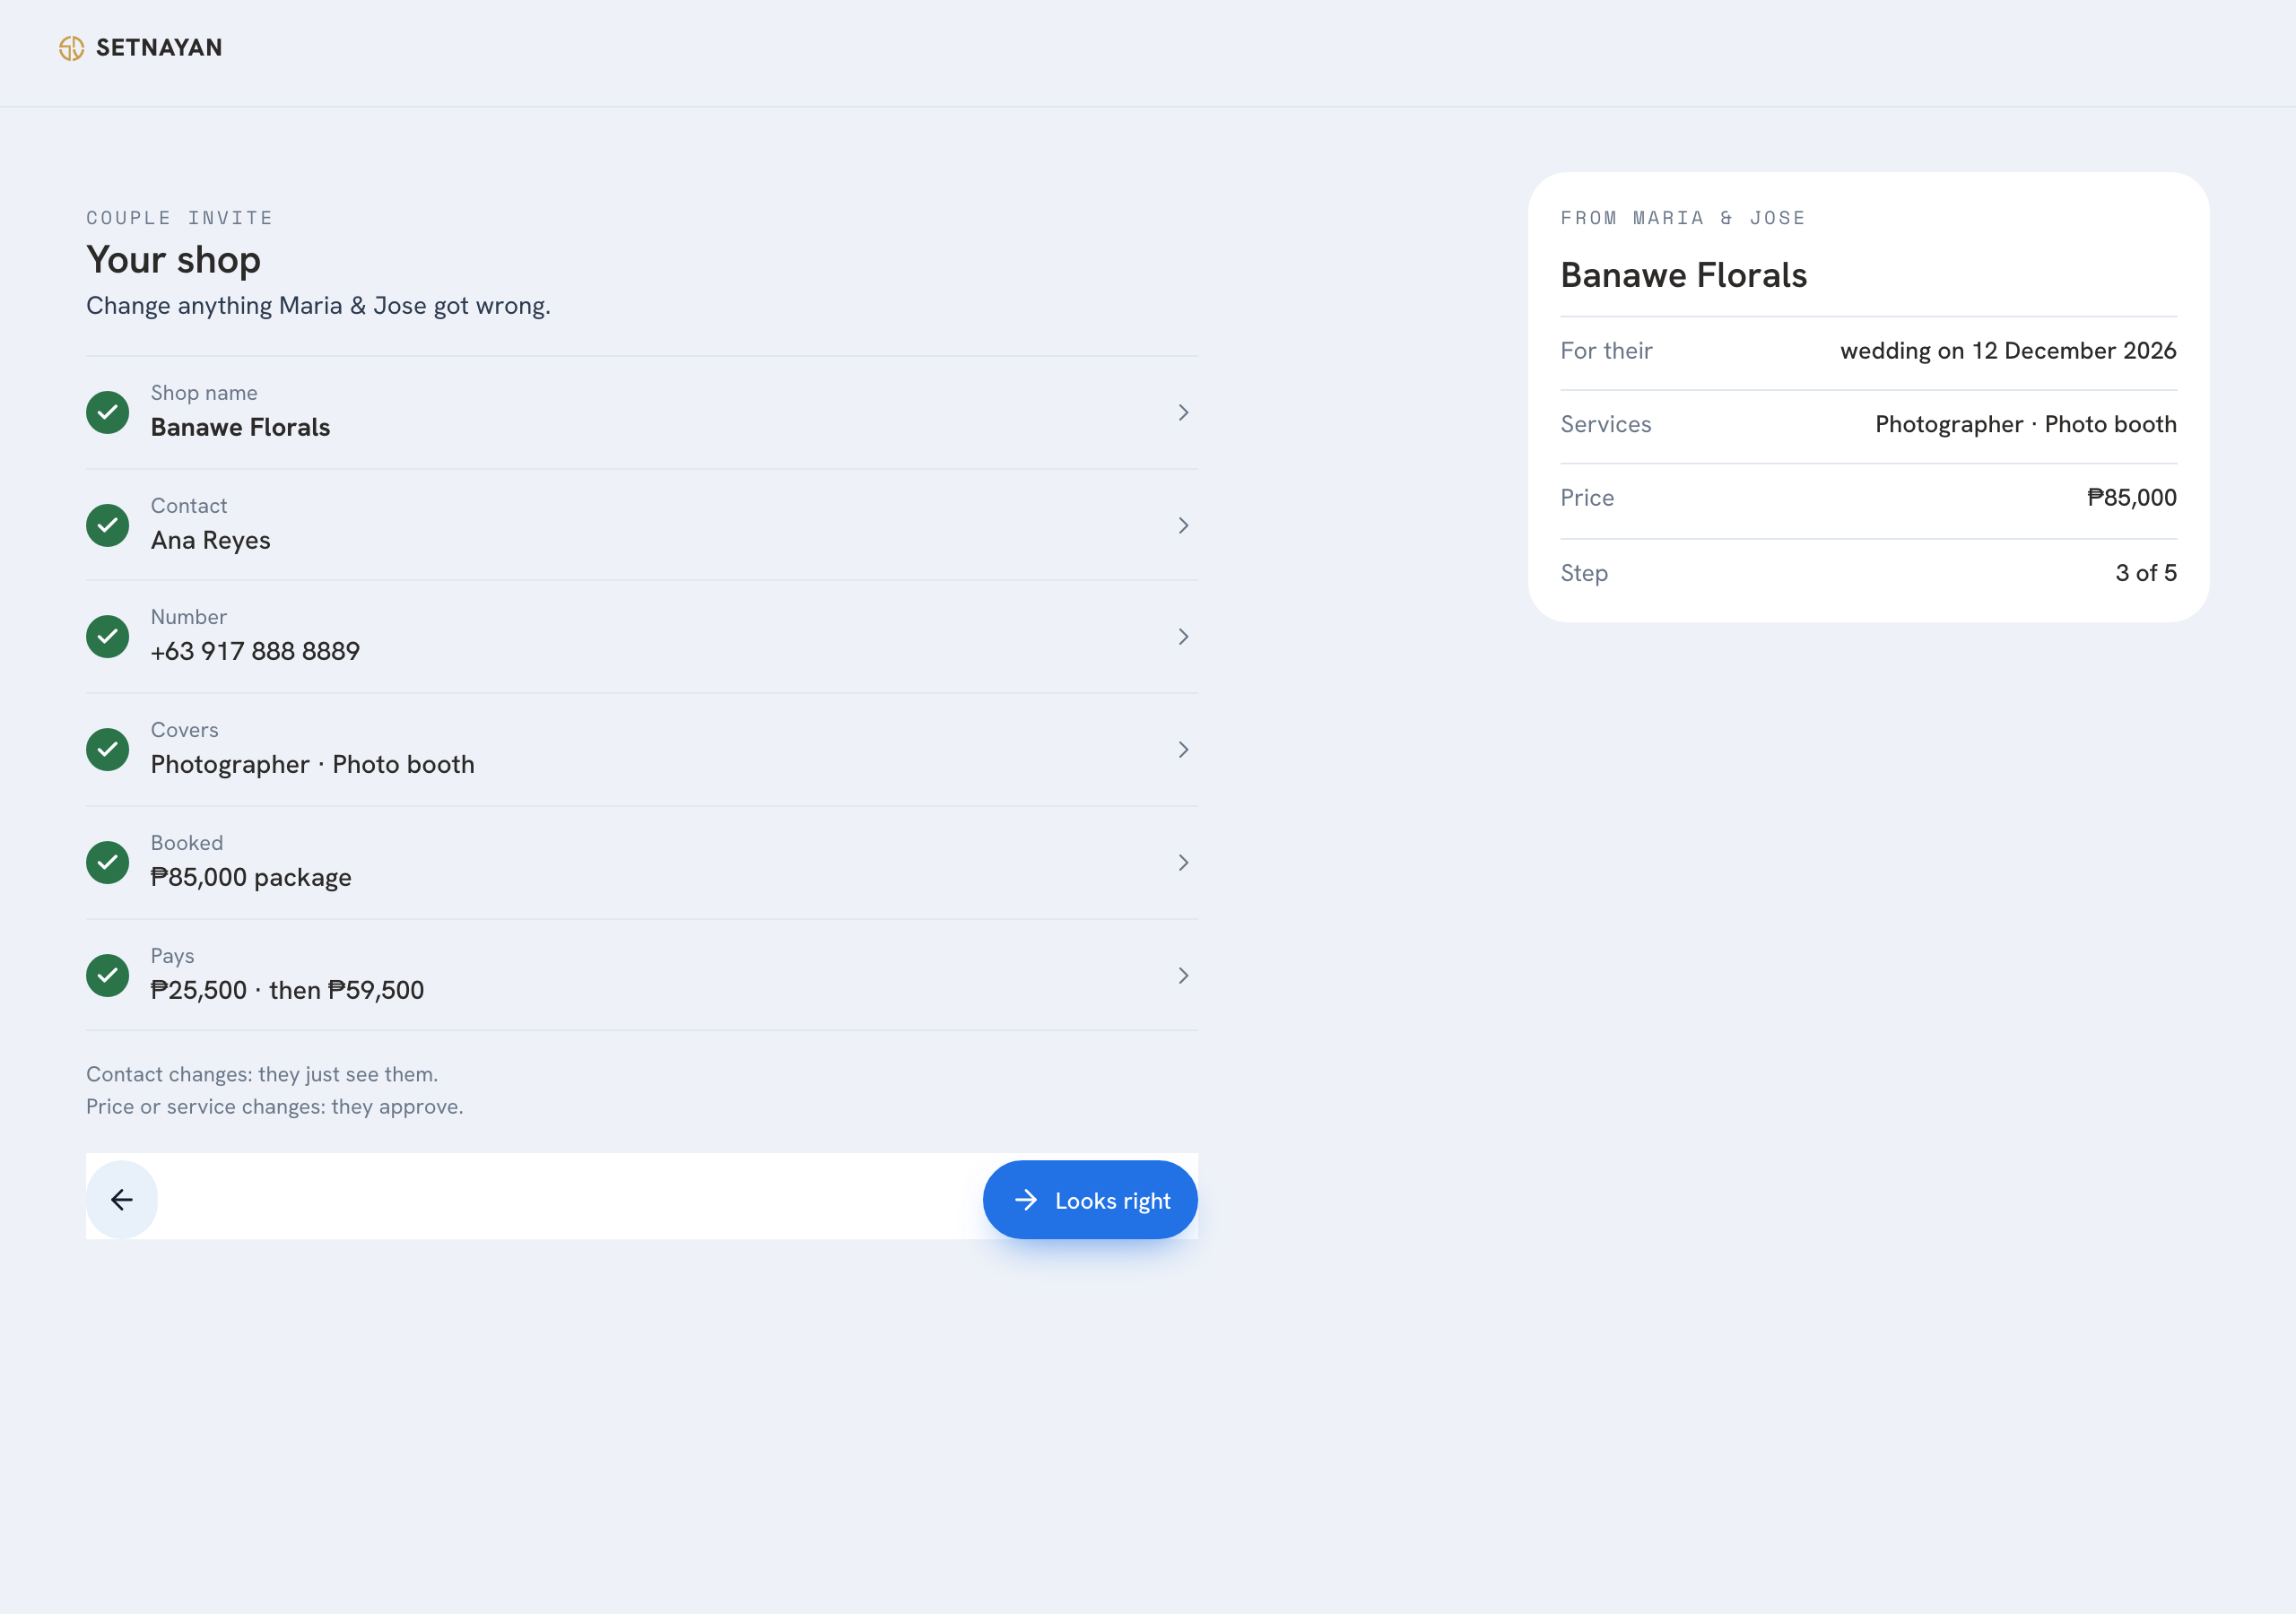 SETNAYAN
COUPLE INVITE
Your shop
Change anything Maria & Jose got wrong.
Shop name
Banawe Florals
Contact
Ana Reyes
Number
+63 917 888 8889
Covers
Photographer · Photo booth
Booked
₱85,000 package
Pays
₱25,500 · then ₱59,500
Contact changes: they just see them.
Price or service changes: they approve.
Looks right
FROM MARIA & JOSE
Banawe Florals
For their wedding on 12 December 2026
Services Photographer · Photo booth
Price ₱85,000
Step 3 of 5